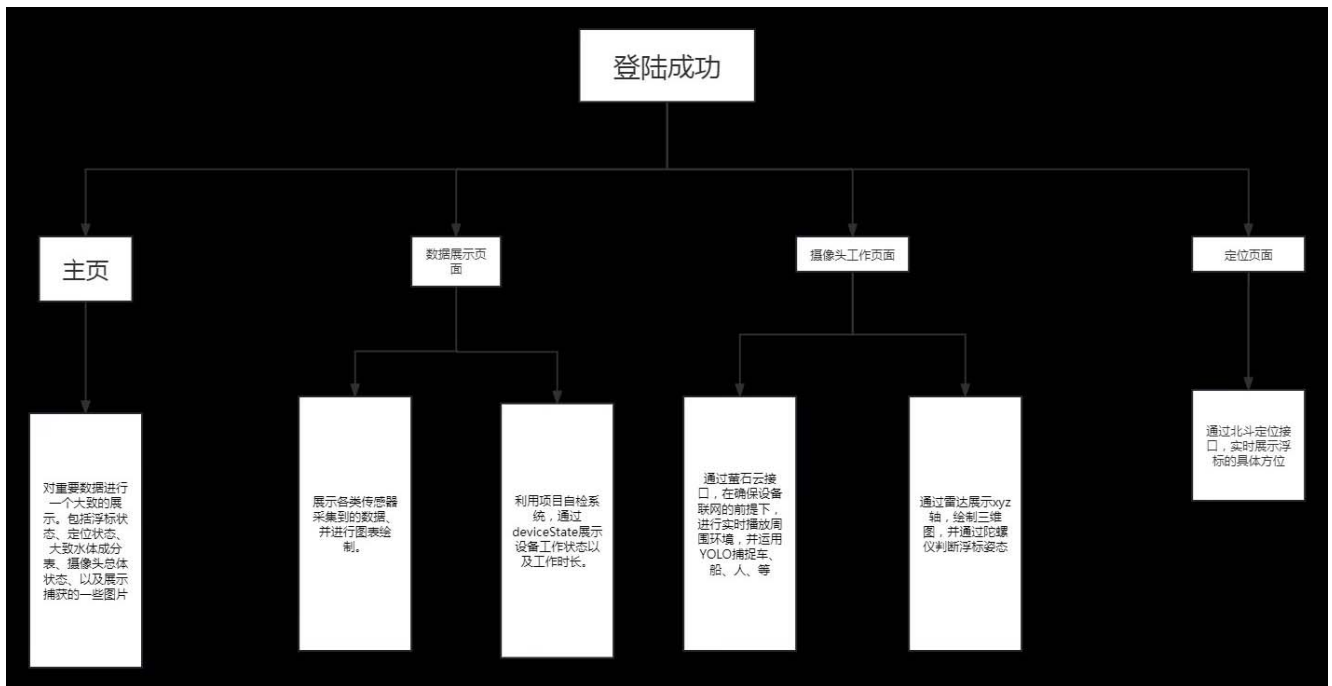 登陆成功
主页
数据展示页
面
摄像头工作页面
定位页面
对重要数据进行
一个大致的展
示。包括浮标状
态、定位状态、
大致水体成分
表、摄像头总体
状态、以及展示
捕获的一些图片
展示各类传感器
采集到的数据、
并进行图表绘
制。
利用项目自检系
统，通过
deviceState展示
设备工作状态以
及工作时长。
通过萤石云接
口，在确保设备
联网的前提下，
进行实时播放周
围环境，并运用
YOLO捕捉车、
船、人、等
通过雷达展示xyz
轴，绘制三维
图，并通过陀螺
仪判断浮标姿态
通过北斗定位接
口，实时展示浮
标的具体方位